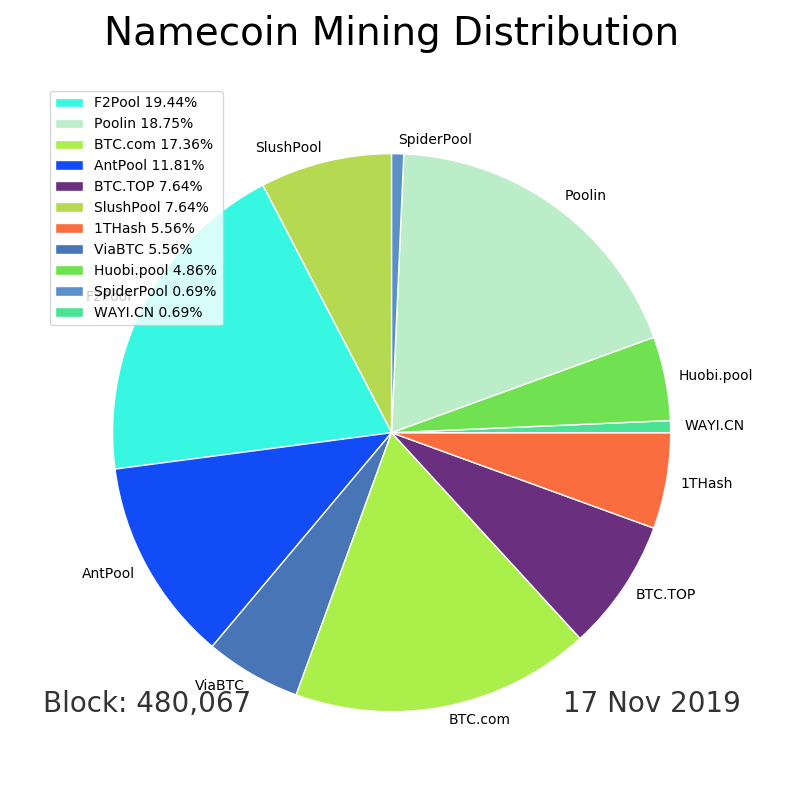 Namecoin Mining Distribution
F2Pool 19.44%
Poolin 18.75%
BTC.com 17.36%
AntPool 11.81%
BTC.TOP 7.64%
SlushPool 7.64%
1THash 5.56%
ViaBTC 5.56%
Huobi.pool 4.86%
SpiderPool 0.69%
WAYI.CN 0.69%
SlushPool
SpiderPool
Poolin
F2Pool
Huobi.pool
WAYI.CN
1THash
AntPool
BTC.TOP
ViaBTC
BTC.com
Block: 480,067
17 Nov 2019